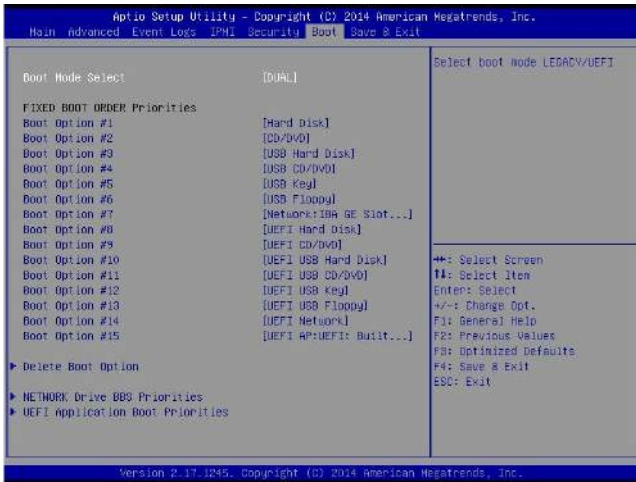 Aptio Setup Utility - Copyright (C) 2014 American Megatrends, Inc.
Main Advanced Event Logs IPMI Security Boot Save & Exit
Boot Mode Select [DUAL]
FIXED BOOT ORDER Priorities
Boot Option #1 [Hard Disk]
Boot Option #2 [CD/DVD]
Boot Option #3 [USB Hard Disk]
Boot Option #4 [USB CD/DVD]
Boot Option #5 [USB Key]
Boot Option #6 [USB Floppy]
Boot Option #7 [Network:IBA GE Slot...]
Boot Option #8 [UEFI Hard Disk]
Boot Option #9 [UEFI CD/DVD]
Boot Option #10 [UEFI USB Hard Disk]
Boot Option #11 [UEFI USB CD/DVD]
Boot Option #12 [UEFI USB Key]
Boot Option #13 [UEFI USB Floppy]
Boot Option #14 [UEFI Network]
Boot Option #15 [UEFI AP:UEFI: Built...]
Delete Boot Option
NETWORK Drive BBS Priorities
UEFI Application Boot Priorities
Select boot mode LEGACY/UEFI
→←: Select Screen
↑↓: Select Item
Enter: Select
+/-: Change Opt.
F1: General Help
F2: Previous Values
F3: Optimized Defaults
F4: Save & Exit
ESC: Exit
Version 2.17.1245. Copyright (C) 2014 American Megatrends, Inc.